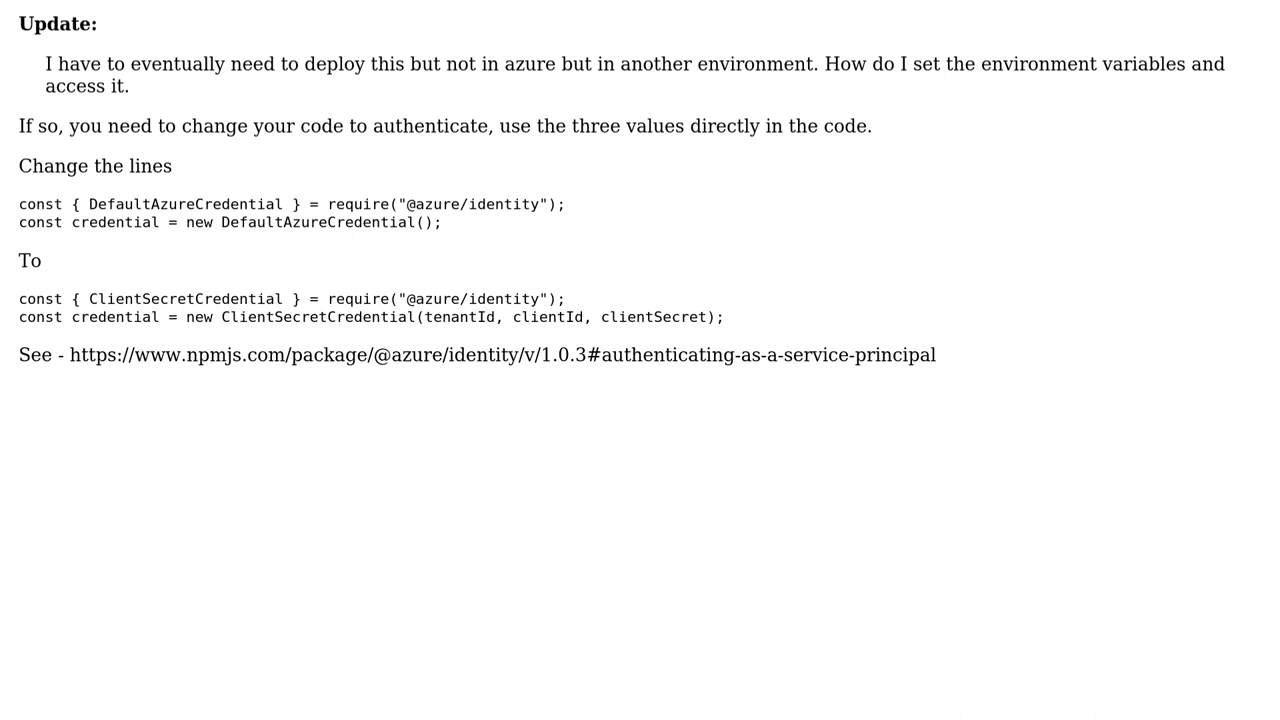 Update:
I have to eventually need to deploy this but not in azure but in another environment. How do I set the environment variables and
access it.
If so, you need to change your code to authenticate, use the three values directly in the code.
Change the lines
const { DefaultAzureCredential } = require("@azure/identity");
const credential = new DefaultAzureCredential();
To
const { ClientSecretCredential } = require("@azure/identity");
const credential = new ClientSecretCredential(tenantId, clientId, clientSecret);
See - https://www.npmjs.com/package/@azure/identity/v/1.0.3#authenticating-as-a-service-principal